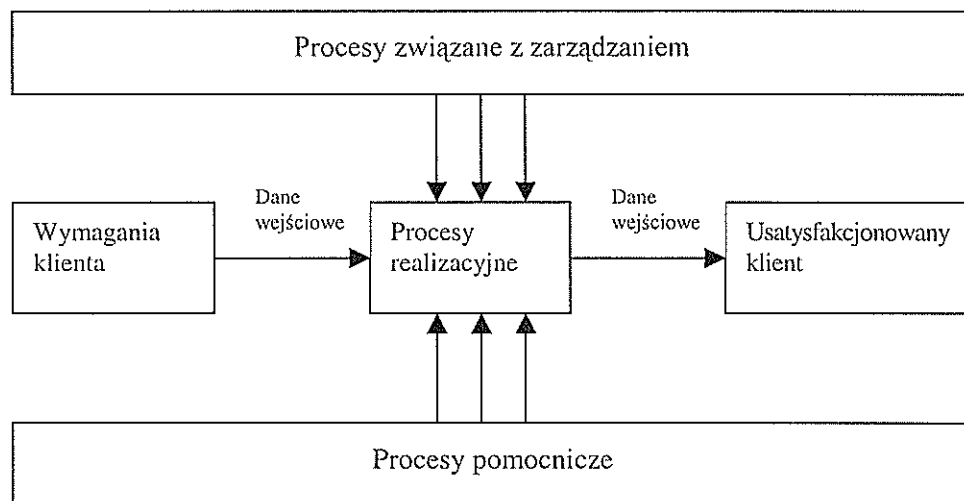 Procesy związane z zarządzaniem
Wymagania
klienta
Dane
wejściowe
Procesy
realizacyjne
Dane
wejściowe
Usatysfakcjonowany
klient
Procesy pomocnicze